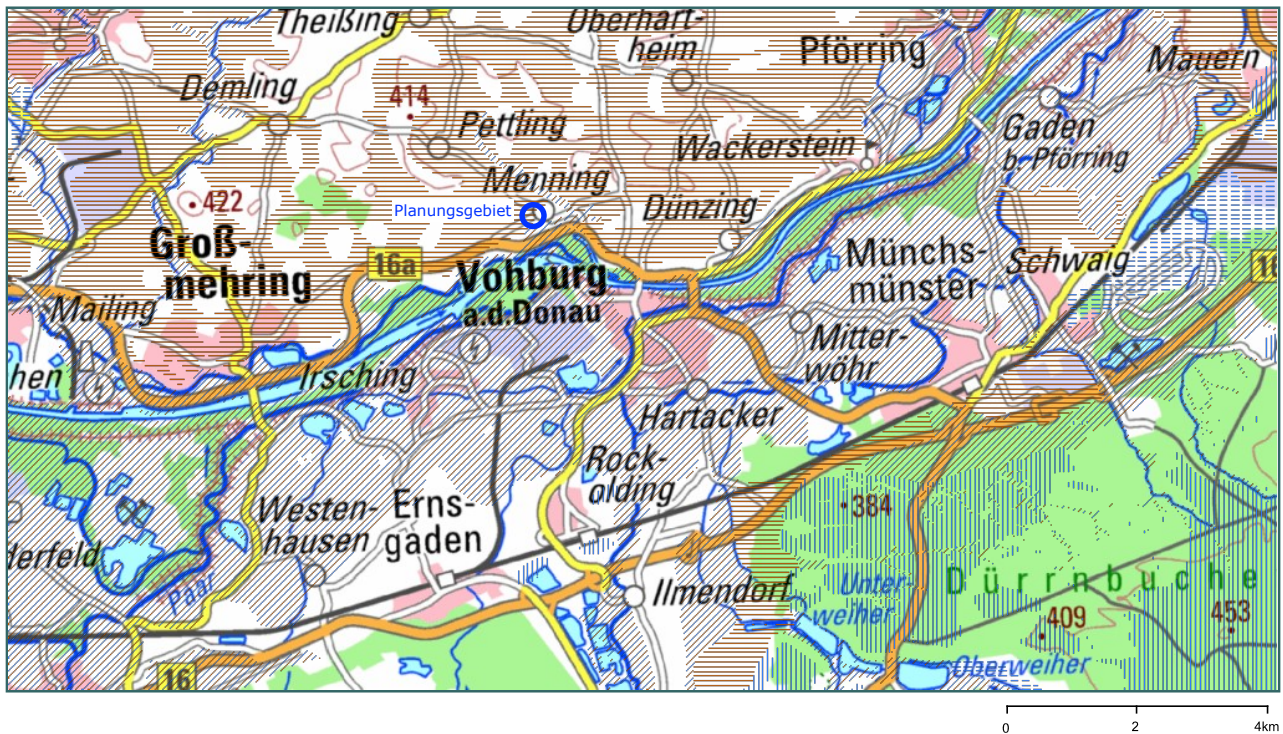 Theißing
Oberhart-
heim
Pförring
Mauern
Demling
414
Pettling
Wackerstein
Gaden
b. Pförring
Menning
422
Planungsgebiet
Dünzing
Groß-
mehring
16a
Vohburg
a.d.Donau
Münchs-
münster
Schwaig
Mailing
Mitter-
wöhr
hen
Irsching
Hartacker
Rock-
olding
384
Westen-
hausen
Erns-
gaden
erfeld
Paar
Ilmendorf
Unter-
weiher
Dürrnbuche
409
453
Oberweiher
16
0 2 4km